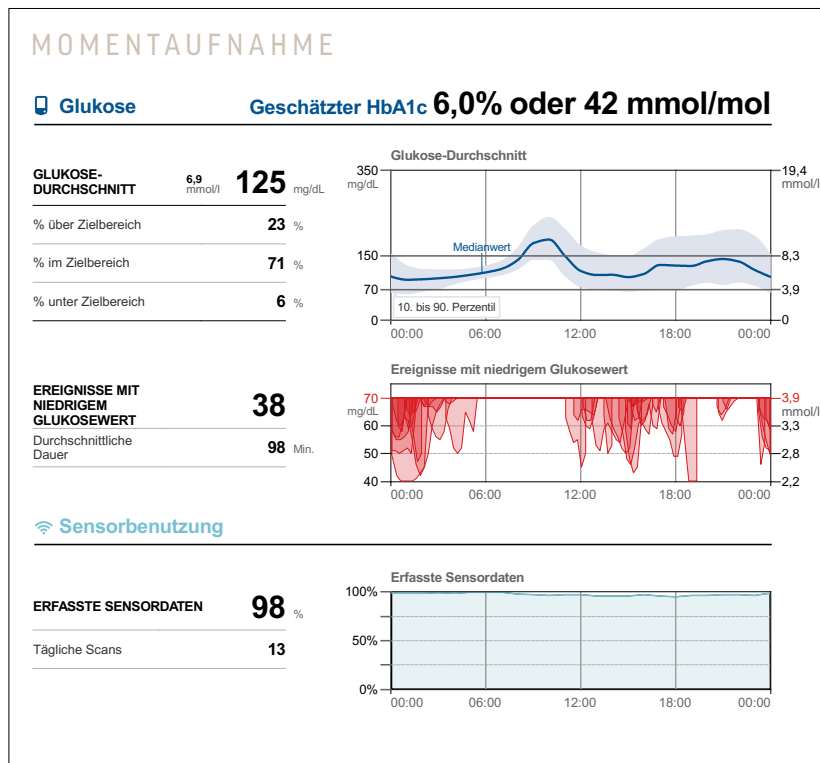 MOMENTAUFNAHME
Glukose
Geschätzter HbA1c 6,0% oder 42 mmol/mol
GLUKOSE-
DURCHSCHNITT
6,9
mmol/l
125 mg/dL
% über Zielbereich 23 %
% im Zielbereich 71 %
% unter Zielbereich 6 %
Glukose-Durchschnitt
350
mg/dL
150
70
0
19,4
mmol/l
8,3
3,9
0
Medianwert
10. bis 90. Perzentil
00:00 06:00 12:00 18:00 00:00
EREIGNISSE MIT
NIEDRIGEM
GLUKOSEWERT
38
Durchschnittliche
Dauer
98 Min.
Ereignisse mit niedrigem Glukosewert
70
mg/dL
60
50
40
3,9
mmol/l
3,3
2,8
2,2
00:00 06:00 12:00 18:00 00:00
Sensorbenutzung
ERFASSTE SENSORDATEN 98 %
Tägliche Scans 13
Erfasste Sensordaten
100%
50%
0%
00:00 06:00 12:00 18:00 00:00